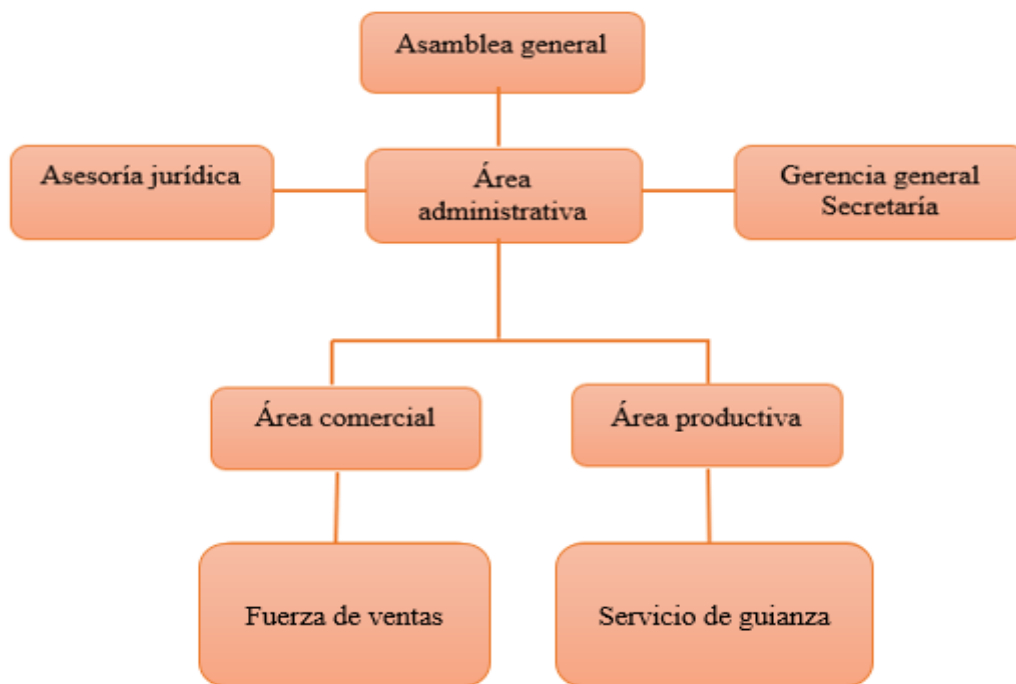 Asamblea general
Asesoría jurídica
Área
administrativa
Gerencia general
Secretaría
Área comercial
Área productiva
Fuerza de ventas
Servicio de guianza